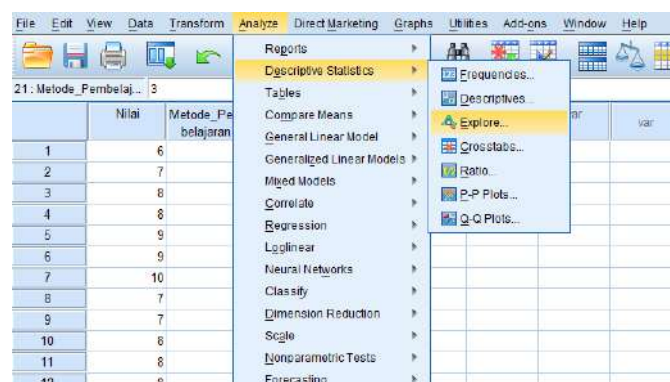 File Edit View Data Transform Analyze Direct Marketing Graphs Utilities Add-ons Window Help
21 : Metode_Pembelaj... 3
Nilai Metode_Pe
belajaran
var
1 6
2 7
3 8
4 8
5 9
6 9
7 10
8 7
9 7
10 8
11 8
Reports
Descriptive Statistics
Tables
Compare Means
General Linear Model
Generalized Linear Models
Mixed Models
Correlate
Regression
Loglinear
Neural Networks
Classify
Dimension Reduction
Scale
Nonparametric Tests
Forecasting
Frequencies...
Descriptives...
Explore...
Crosstabs...
Ratio...
P-P Plots...
Q-Q Plots...